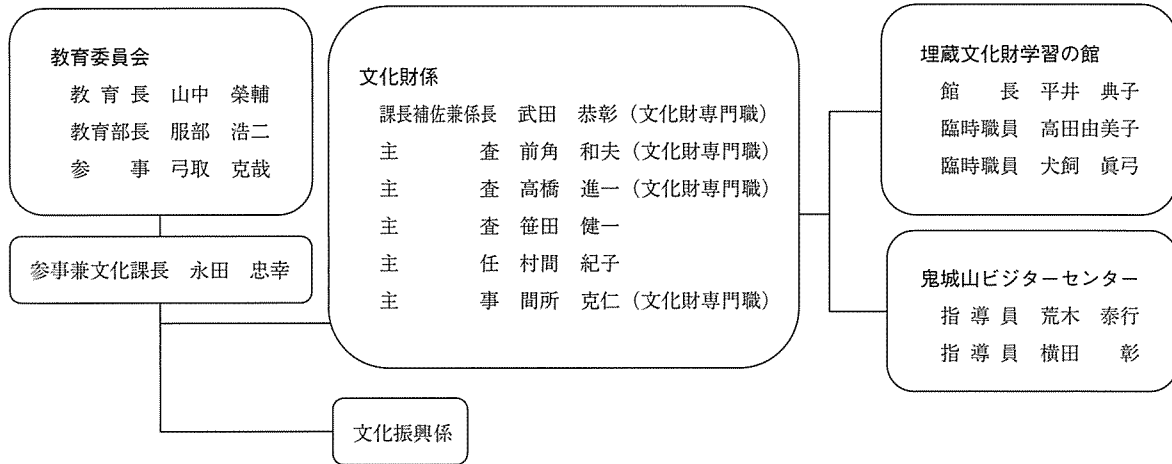 教育委員会
教育長 山中 榮輔
教育部長 服部 浩二
参事 弓取 克哉
参事兼文化課長 永田 忠幸
文化財係
課長補佐兼係長 武田 恭彰（文化財専門職）
主査 前角 和夫（文化財専門職）
主査 高橋 進一（文化財専門職）
主査 笹田 健一
主任 村間 紀子
主事 間所 克仁（文化財専門職）
文化振興係
埋蔵文化財学習の館
館長 平井 典子
臨時職員 高田由美子
臨時職員 犬飼 眞弓
鬼城山ビジターセンター
指導員 荒木 泰行
指導員 横田 彰